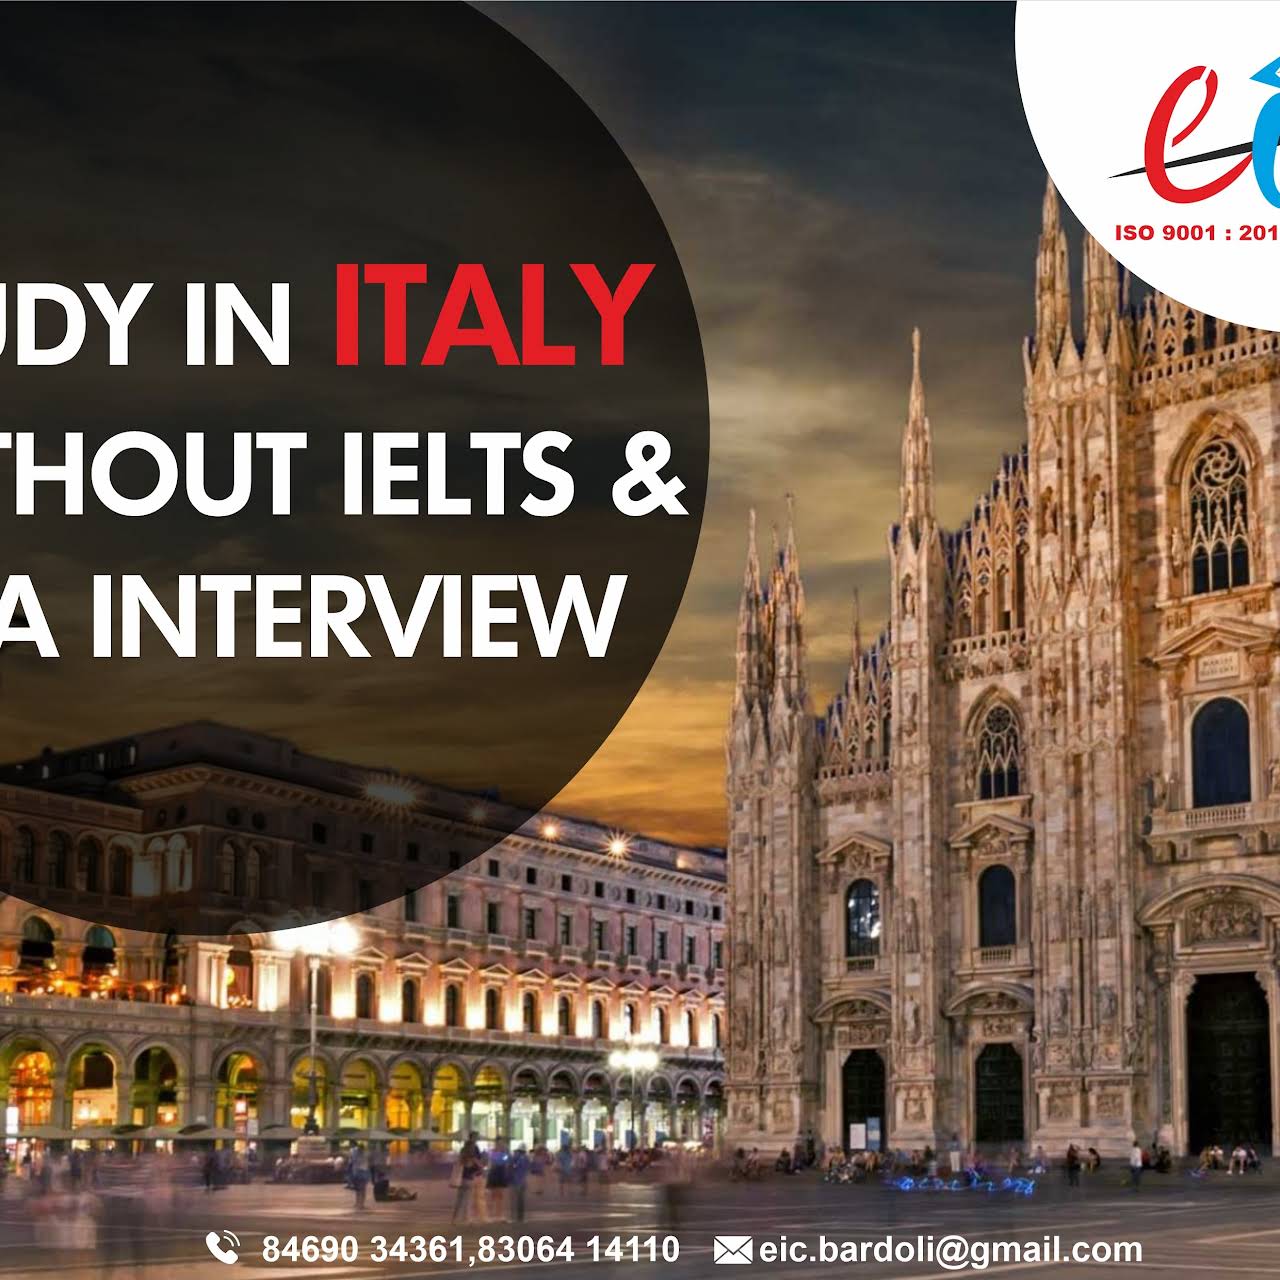 UDY IN ITALY
THOUT IELTS &
A INTERVIEW
e
ISO 9001 : 201
84690 34361,83064 14110
eic.bardoli@gmail.com